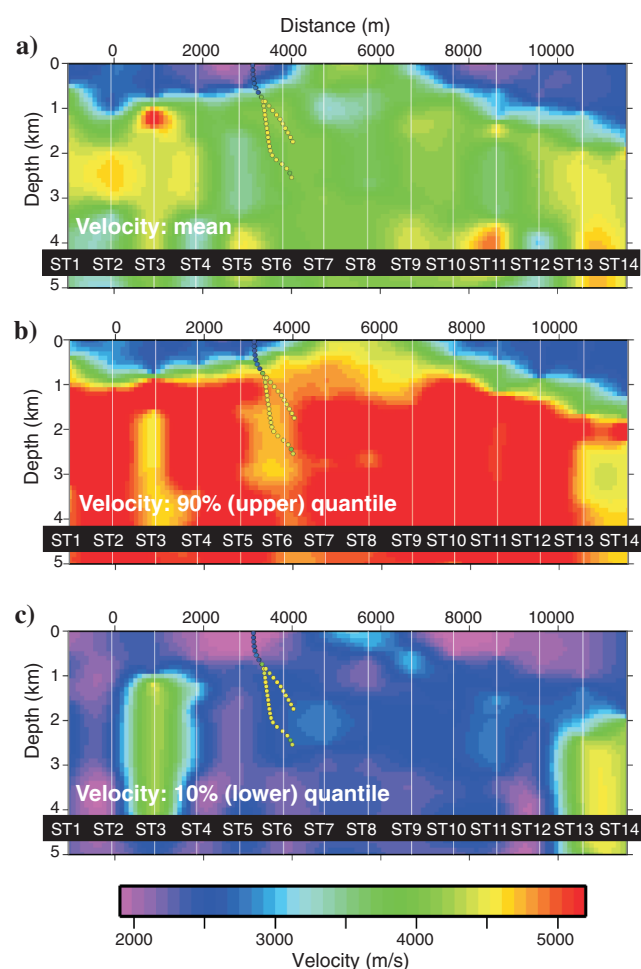 Distance (m)
a)
0 2000 4000 6000 8000 10000
0
1
2
3
4
5
Depth (km)
Velocity: mean
ST1 ST2 ST3 ST4 ST5 ST6 ST7 ST8 ST9 ST10 ST11 ST12 ST13 ST14
b)
0 2000 4000 6000 8000 10000
0
1
2
3
4
5
Depth (km)
Velocity: 90% (upper) quantile
ST1 ST2 ST3 ST4 ST5 ST6 ST7 ST8 ST9 ST10 ST11 ST12 ST13 ST14
c)
0 2000 4000 6000 8000 10000
0
1
2
3
4
5
Depth (km)
Velocity: 10% (lower) quantile
ST1 ST2 ST3 ST4 ST5 ST6 ST7 ST8 ST9 ST10 ST11 ST12 ST13 ST14
2000 3000 4000 5000
Velocity (m/s)